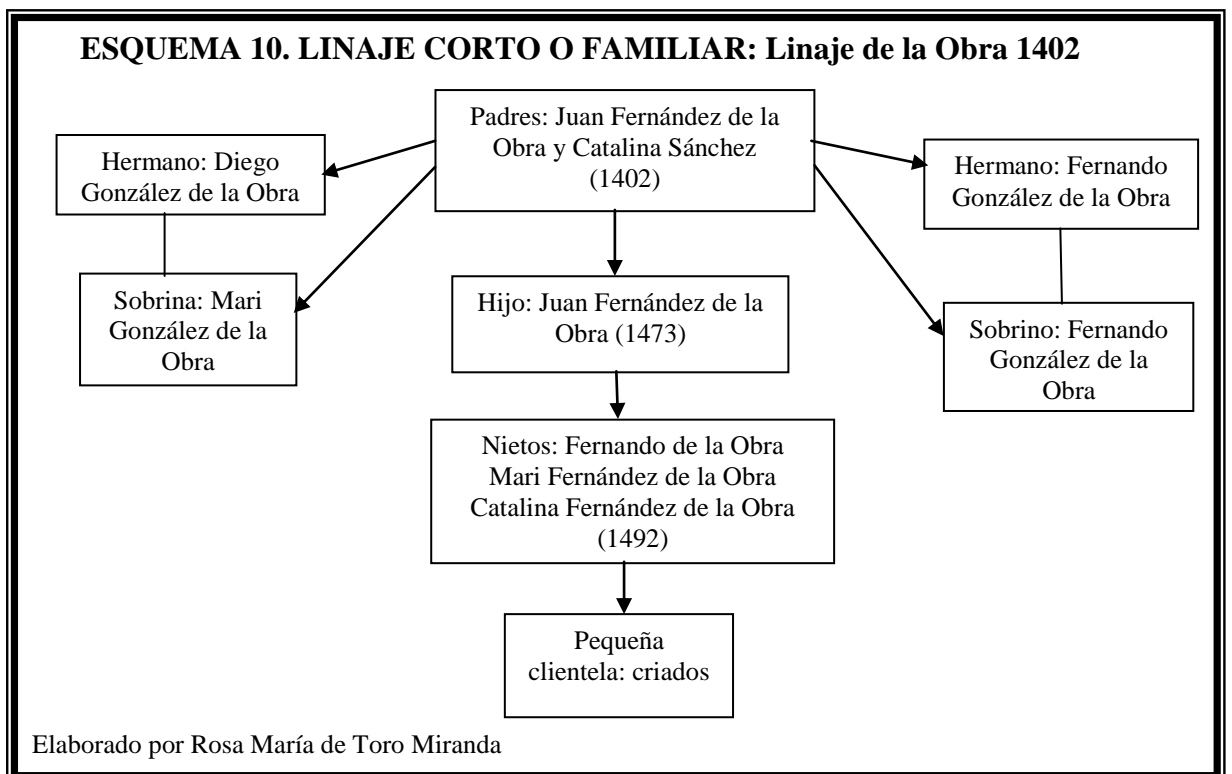 ESQUEMA 10. LINAJE CORTO O FAMILIAR: Linaje de la Obra 1402
Padres: Juan Fernández de la
Obra y Catalina Sánchez
(1402)
Hermano: Diego
González de la Obra
Hermano: Fernando
González de la Obra
Sobrina: Mari
González de la
Obra
Hijo: Juan Fernández de la
Obra (1473)
Sobrino: Fernando
González de la
Obra
Nietos: Fernando de la Obra
Mari Fernández de la Obra
Catalina Fernández de la Obra
(1492)
Pequeña
clientela: criados
Elaborado por Rosa María de Toro Miranda